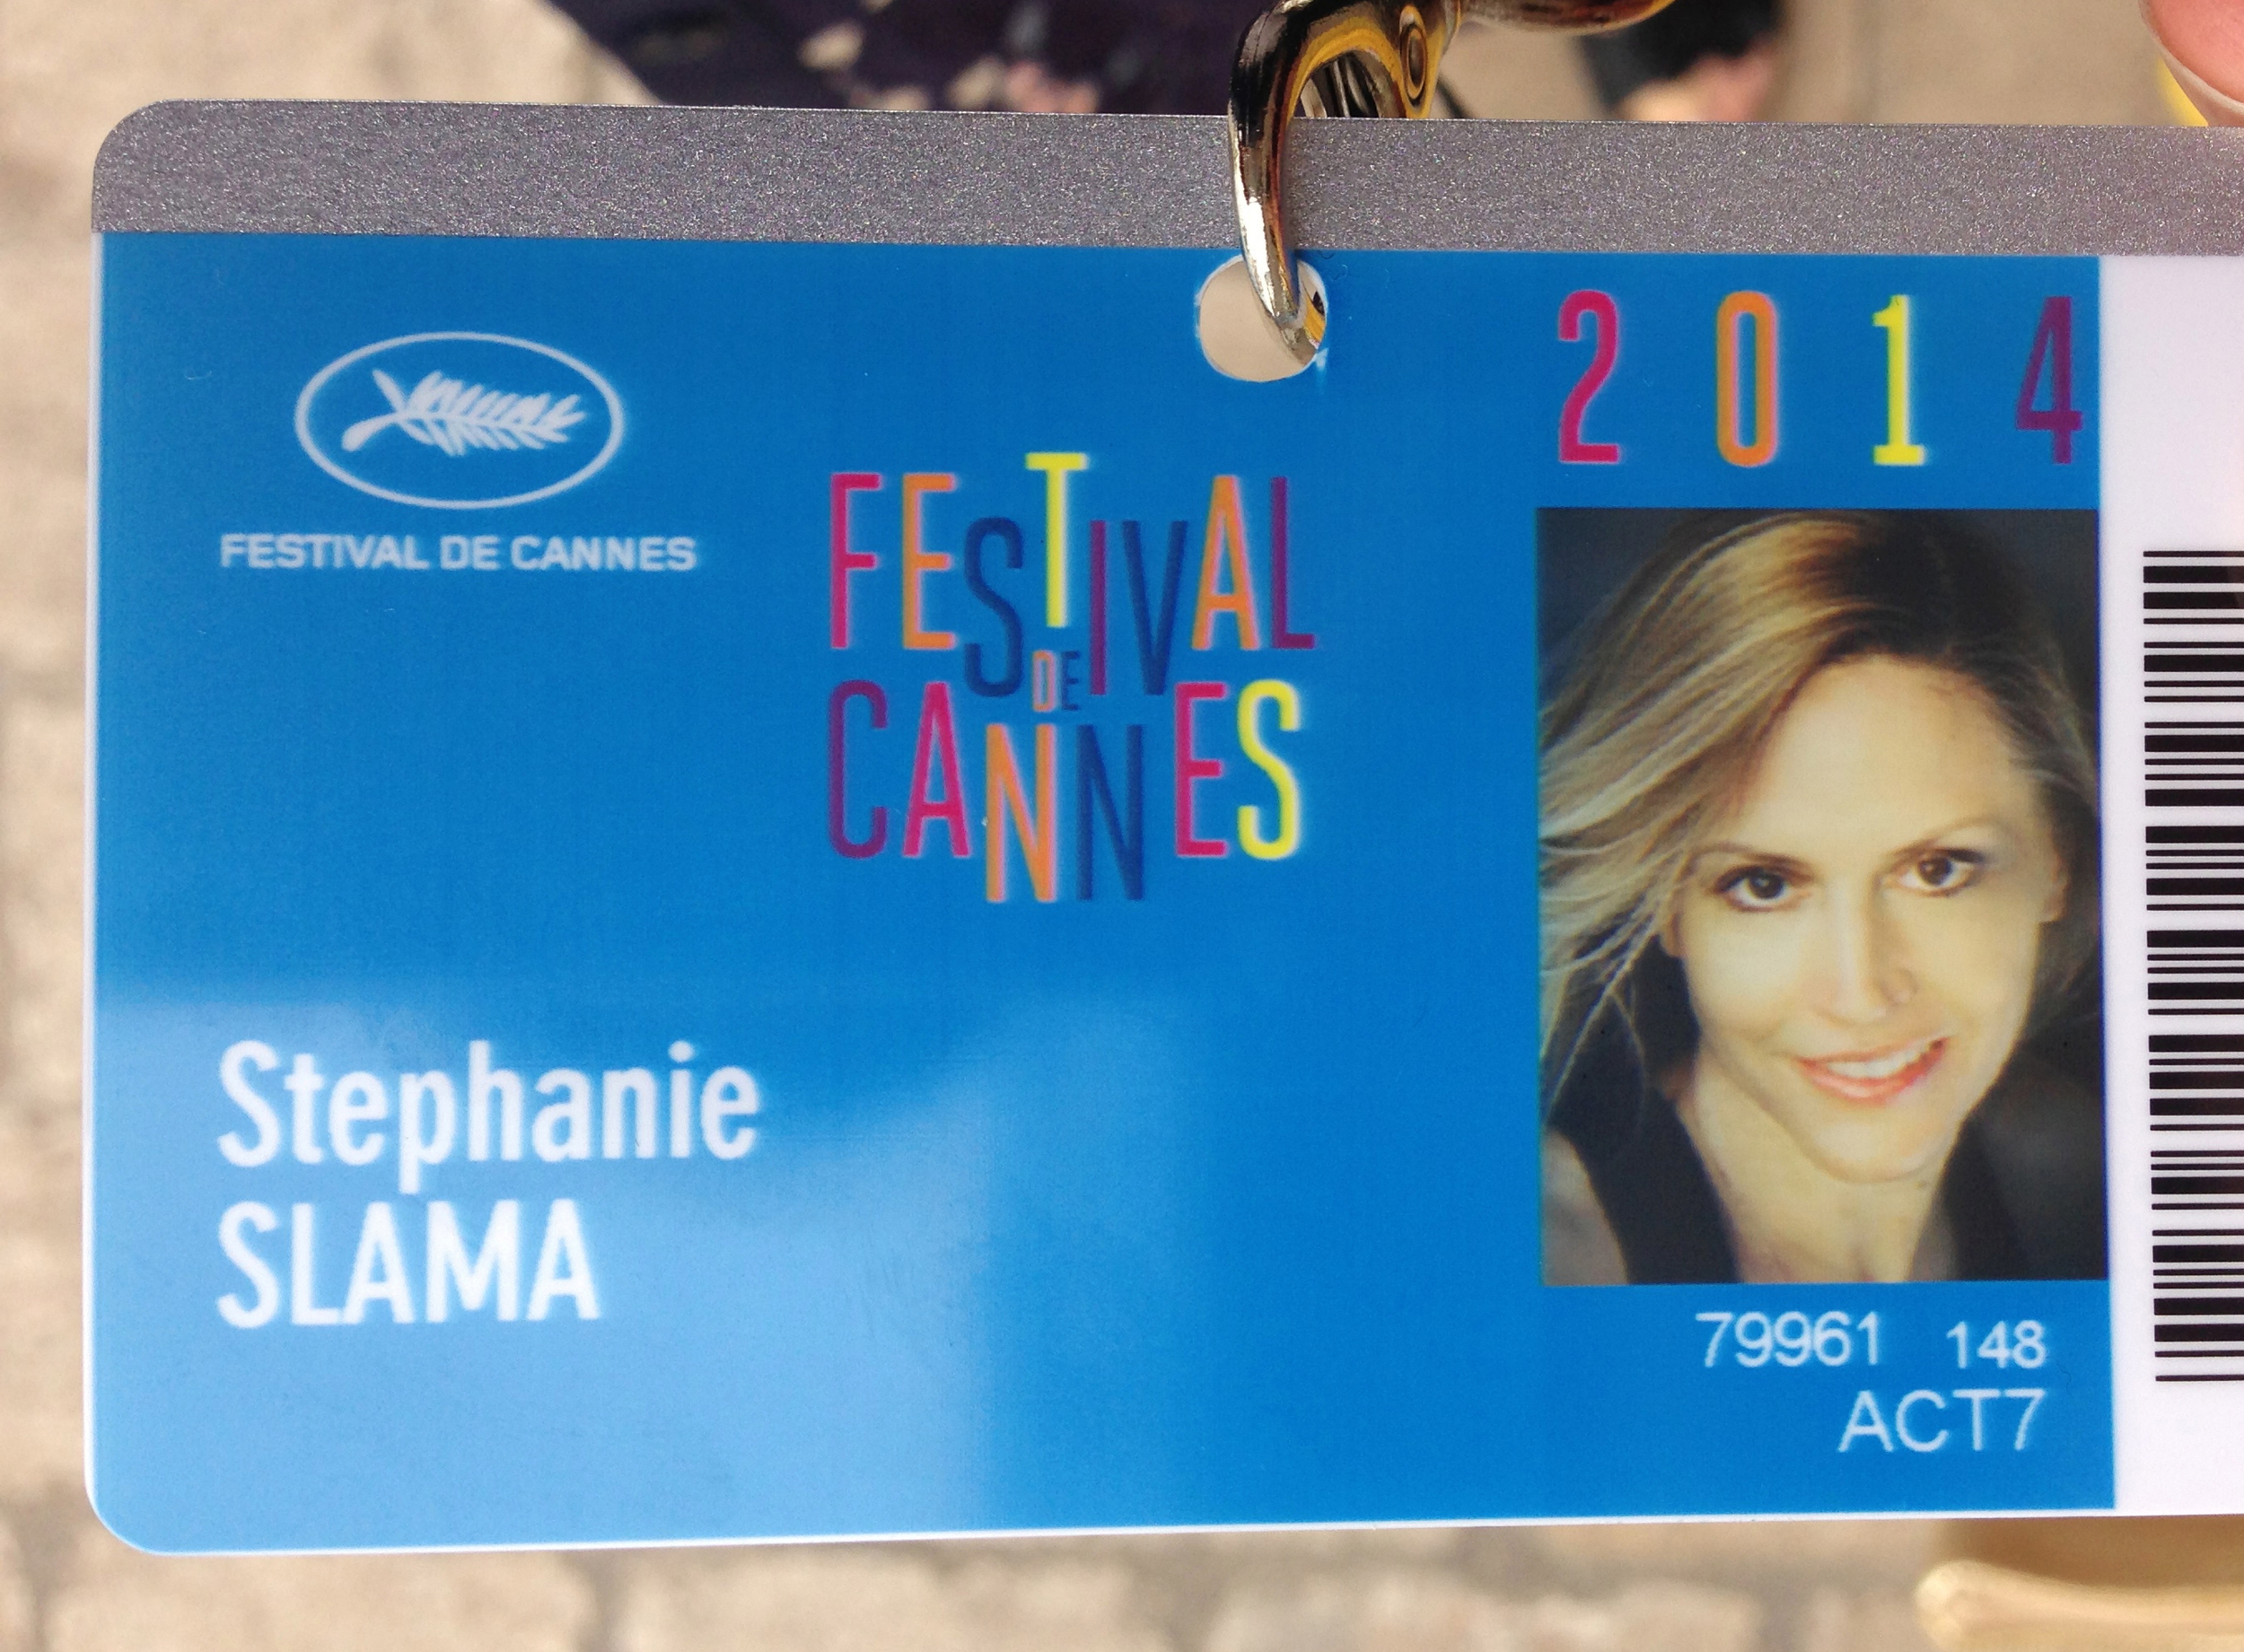 FESTIVAL DE CANNES
FESTIVAL
DE
CANNES
2014
Stephanie
SLAMA
79961 148
ACT7